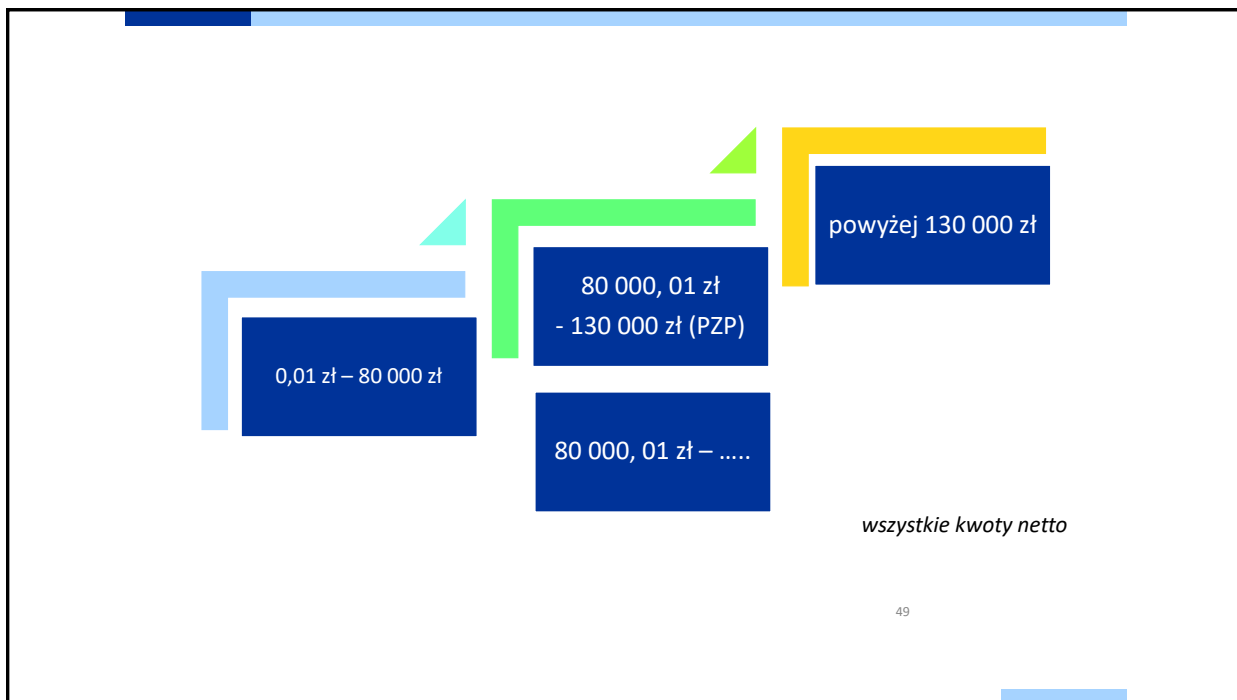 0,01 zł – 80 000 zł
80 000, 01 zł
- 130 000 zł (PZP)
80 000, 01 zł – …..
powyżej 130 000 zł
wszystkie kwoty netto
49